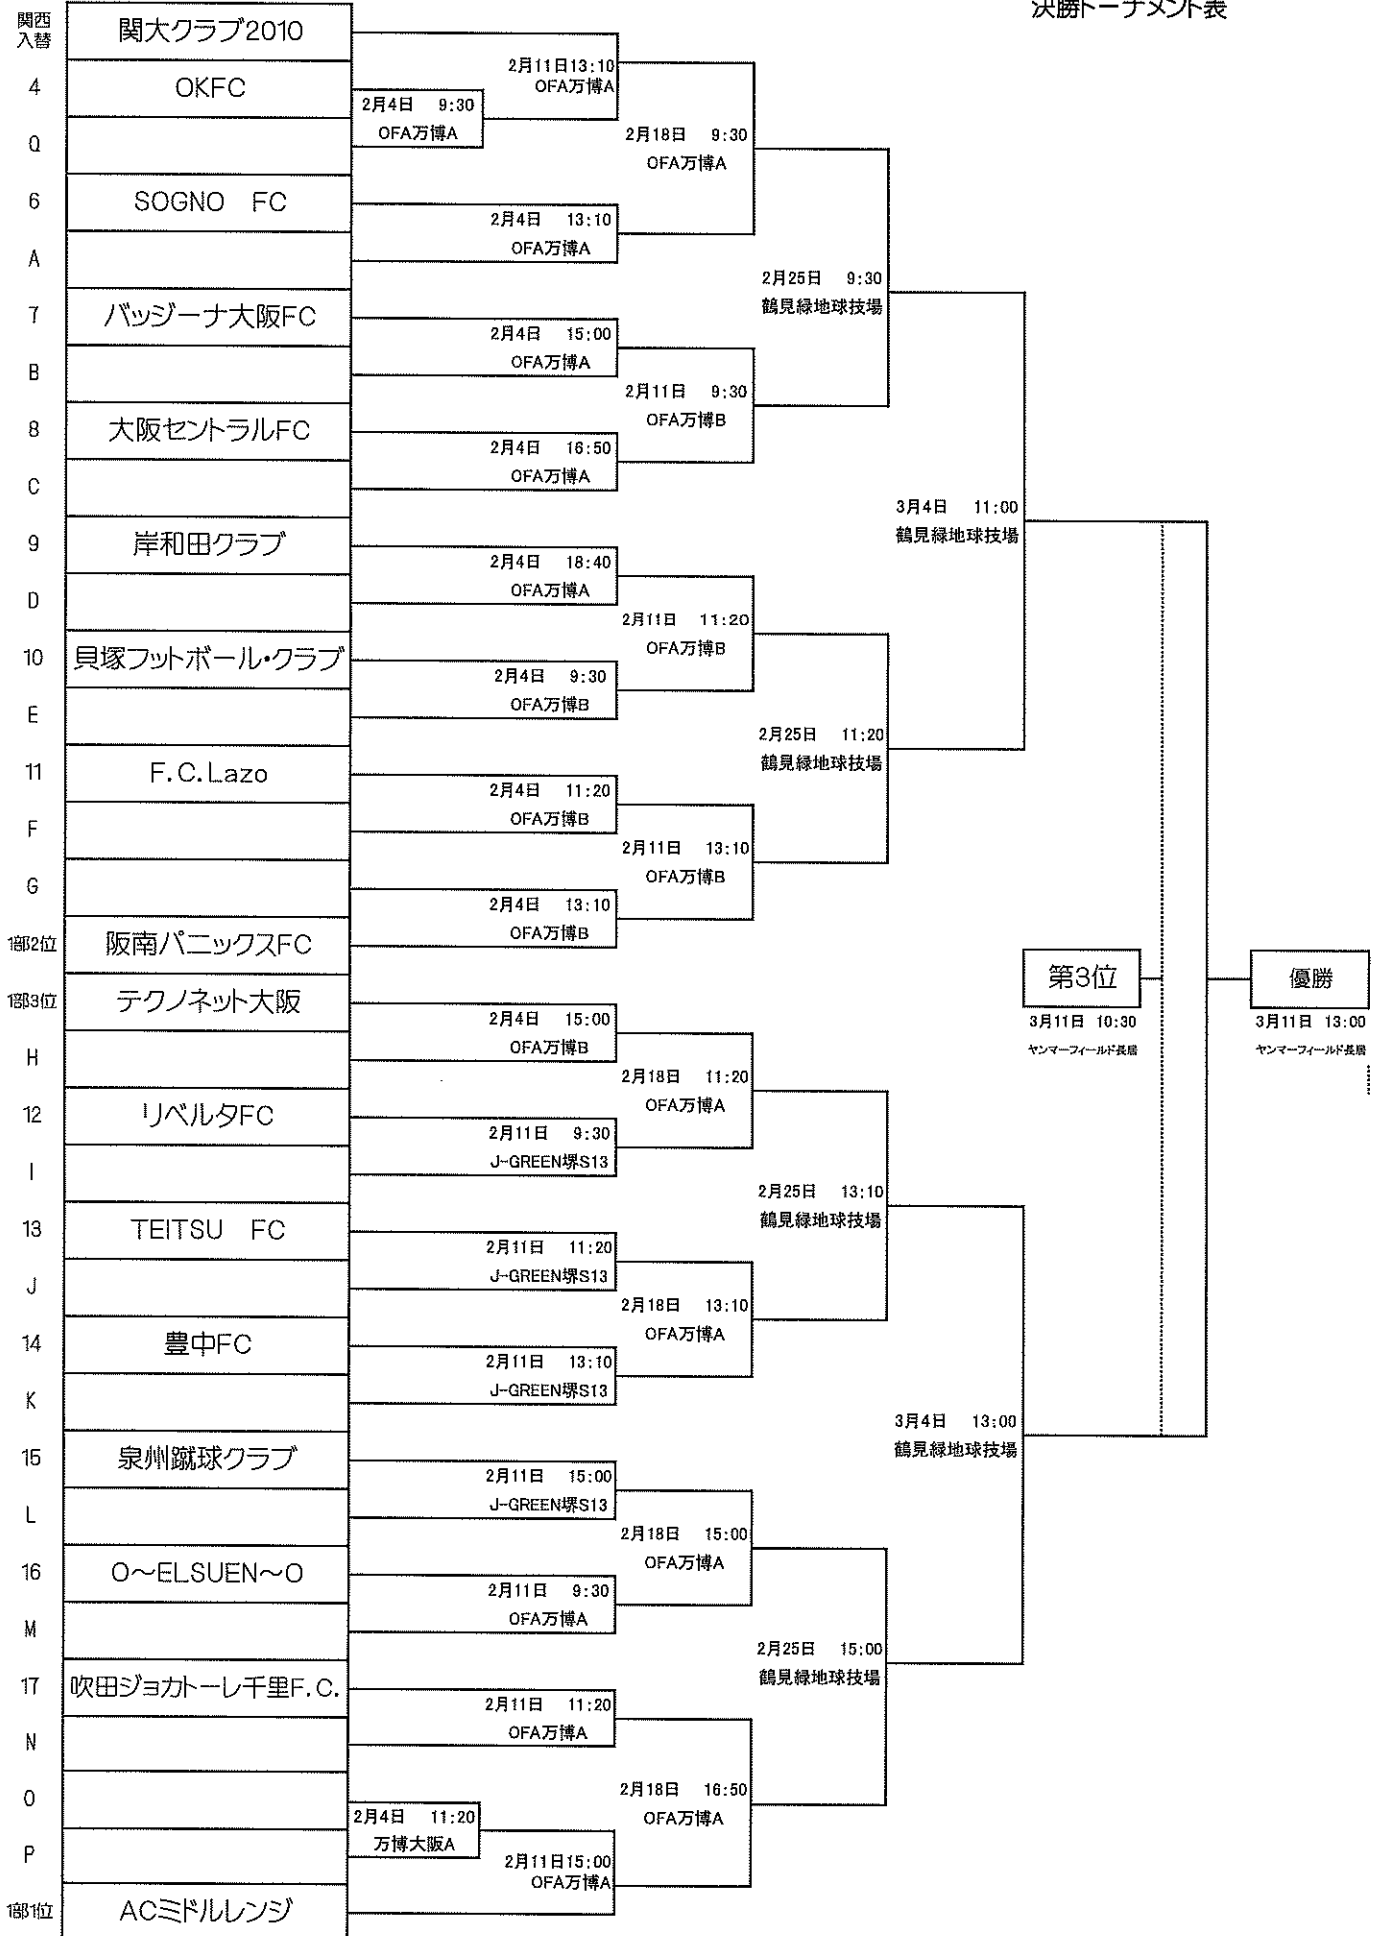 決勝トーナメント表
関西
入替
関大クラブ2010
2月11日13:10
OFA万博A
4
OKFC
2月4日 9:30
OFA万博A
Q
2月18日 9:30
OFA万博A
6
SOGNO FC
2月4日 13:10
OFA万博A
A
2月25日 9:30
鶴見緑地球技場
7
バッジーナ大阪FC
2月4日 15:00
OFA万博A
B
2月11日 9:30
OFA万博B
8
大阪セントラルFC
2月4日 16:50
OFA万博A
C
3月4日 11:00
鶴見緑地球技場
9
岸和田クラブ
2月4日 18:40
OFA万博A
D
2月11日 11:20
OFA万博B
10
貝塚フットボール・クラブ
2月4日 9:30
OFA万博B
E
2月25日 11:20
鶴見緑地球技場
11
F.C.Lazo
2月4日 11:20
OFA万博B
F
2月11日 13:10
OFA万博B
G
2月4日 13:10
OFA万博B
1部2位
阪南パニックスFC
第3位
3月11日 10:30
ヤンマーフィールド長居
優勝
3月11日 13:00
ヤンマーフィールド長居
1部3位
テクノネット大阪
2月4日 15:00
OFA万博B
H
2月18日 11:20
OFA万博A
12
リベルタFC
2月11日 9:30
J-GREEN堺S13
I
2月25日 13:10
鶴見緑地球技場
13
TEITSU FC
2月11日 11:20
J-GREEN堺S13
J
2月18日 13:10
OFA万博A
14
豊中FC
2月11日 13:10
J-GREEN堺S13
K
3月4日 13:00
鶴見緑地球技場
15
泉州蹴球クラブ
2月11日 15:00
J-GREEN堺S13
L
2月18日 15:00
OFA万博A
16
O〜ELSUEN〜O
2月11日 9:30
OFA万博A
M
2月25日 15:00
鶴見緑地球技場
17
吹田ジョカトーレ千里F.C.
2月11日 11:20
OFA万博A
N
2月18日 16:50
OFA万博A
O
2月4日 11:20
万博大阪A
P
2月11日15:00
OFA万博A
1部1位
ACミドルレンジ